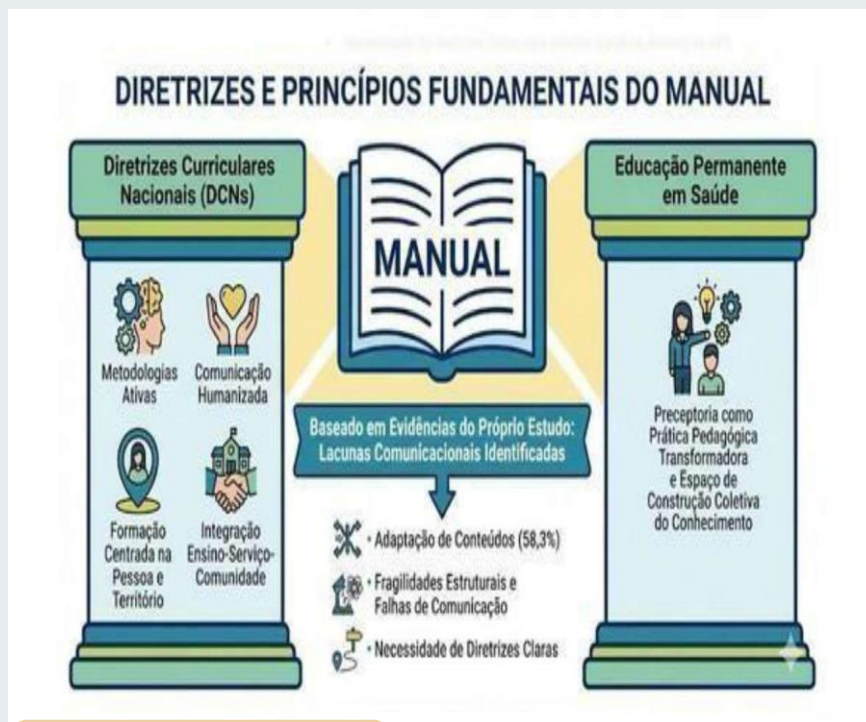 DIRETRIZES E PRINCÍPIOS FUNDAMENTAIS DO MANUAL
Diretrizes Curriculares
Nacionais (DCNs)
Metodologias
Ativas
Comunicação
Humanizada
Formação
Centrada na
Pessoa e
Território
Integração
Ensino-Serviço-
Comunidade
MANUAL
Baseado em Evidências do Próprio Estudo:
Lacunas Comunicacionais Identificadas
• Adaptação de Conteúdos (58,3%)
• Fragilidades Estruturais e
Falhas de Comunicação
• Necessidade de Diretrizes Claras
Educação Permanente
em Saúde
Preceptoria como
Prática Pedagógica
Transformadora
e Espaço de
Construção Coletiva
do Conhecimento